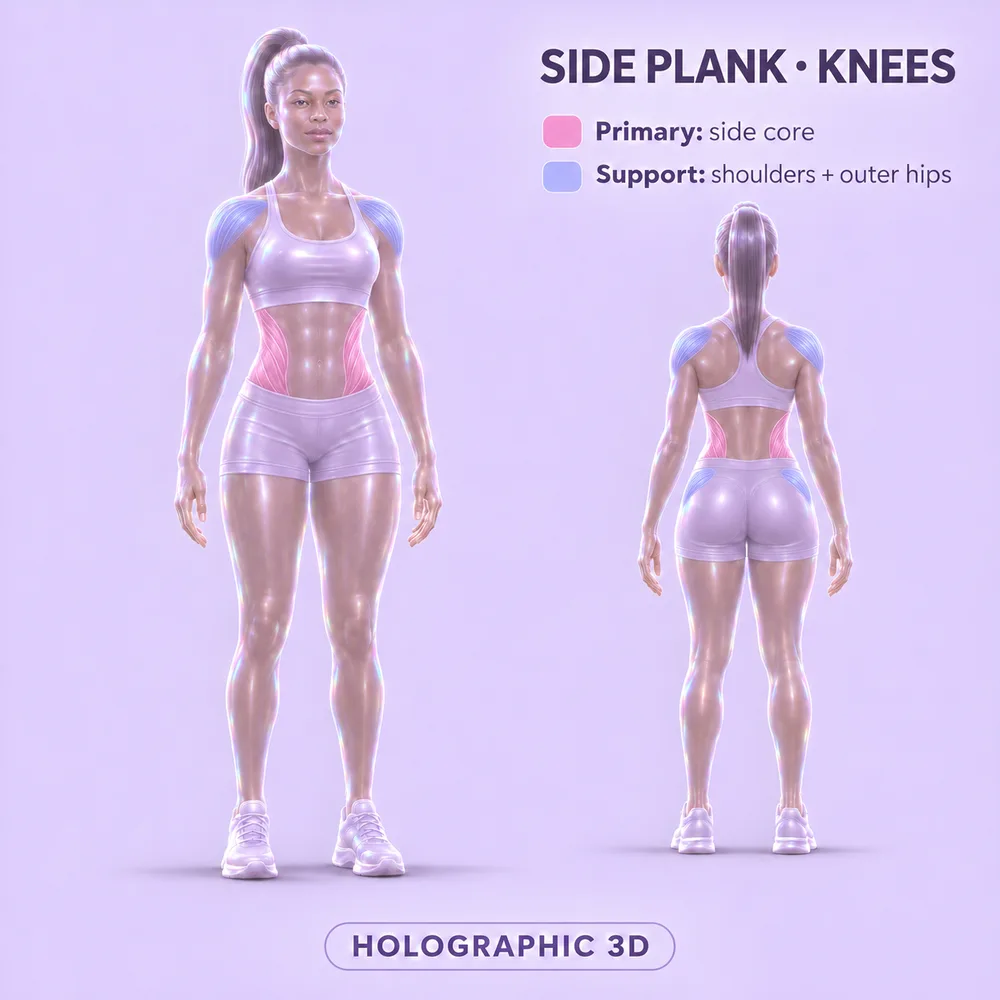 SIDE PLANK • KNEES
Primary: side core
Support: shoulders + outer hips
HOLOGRAPHIC 3D